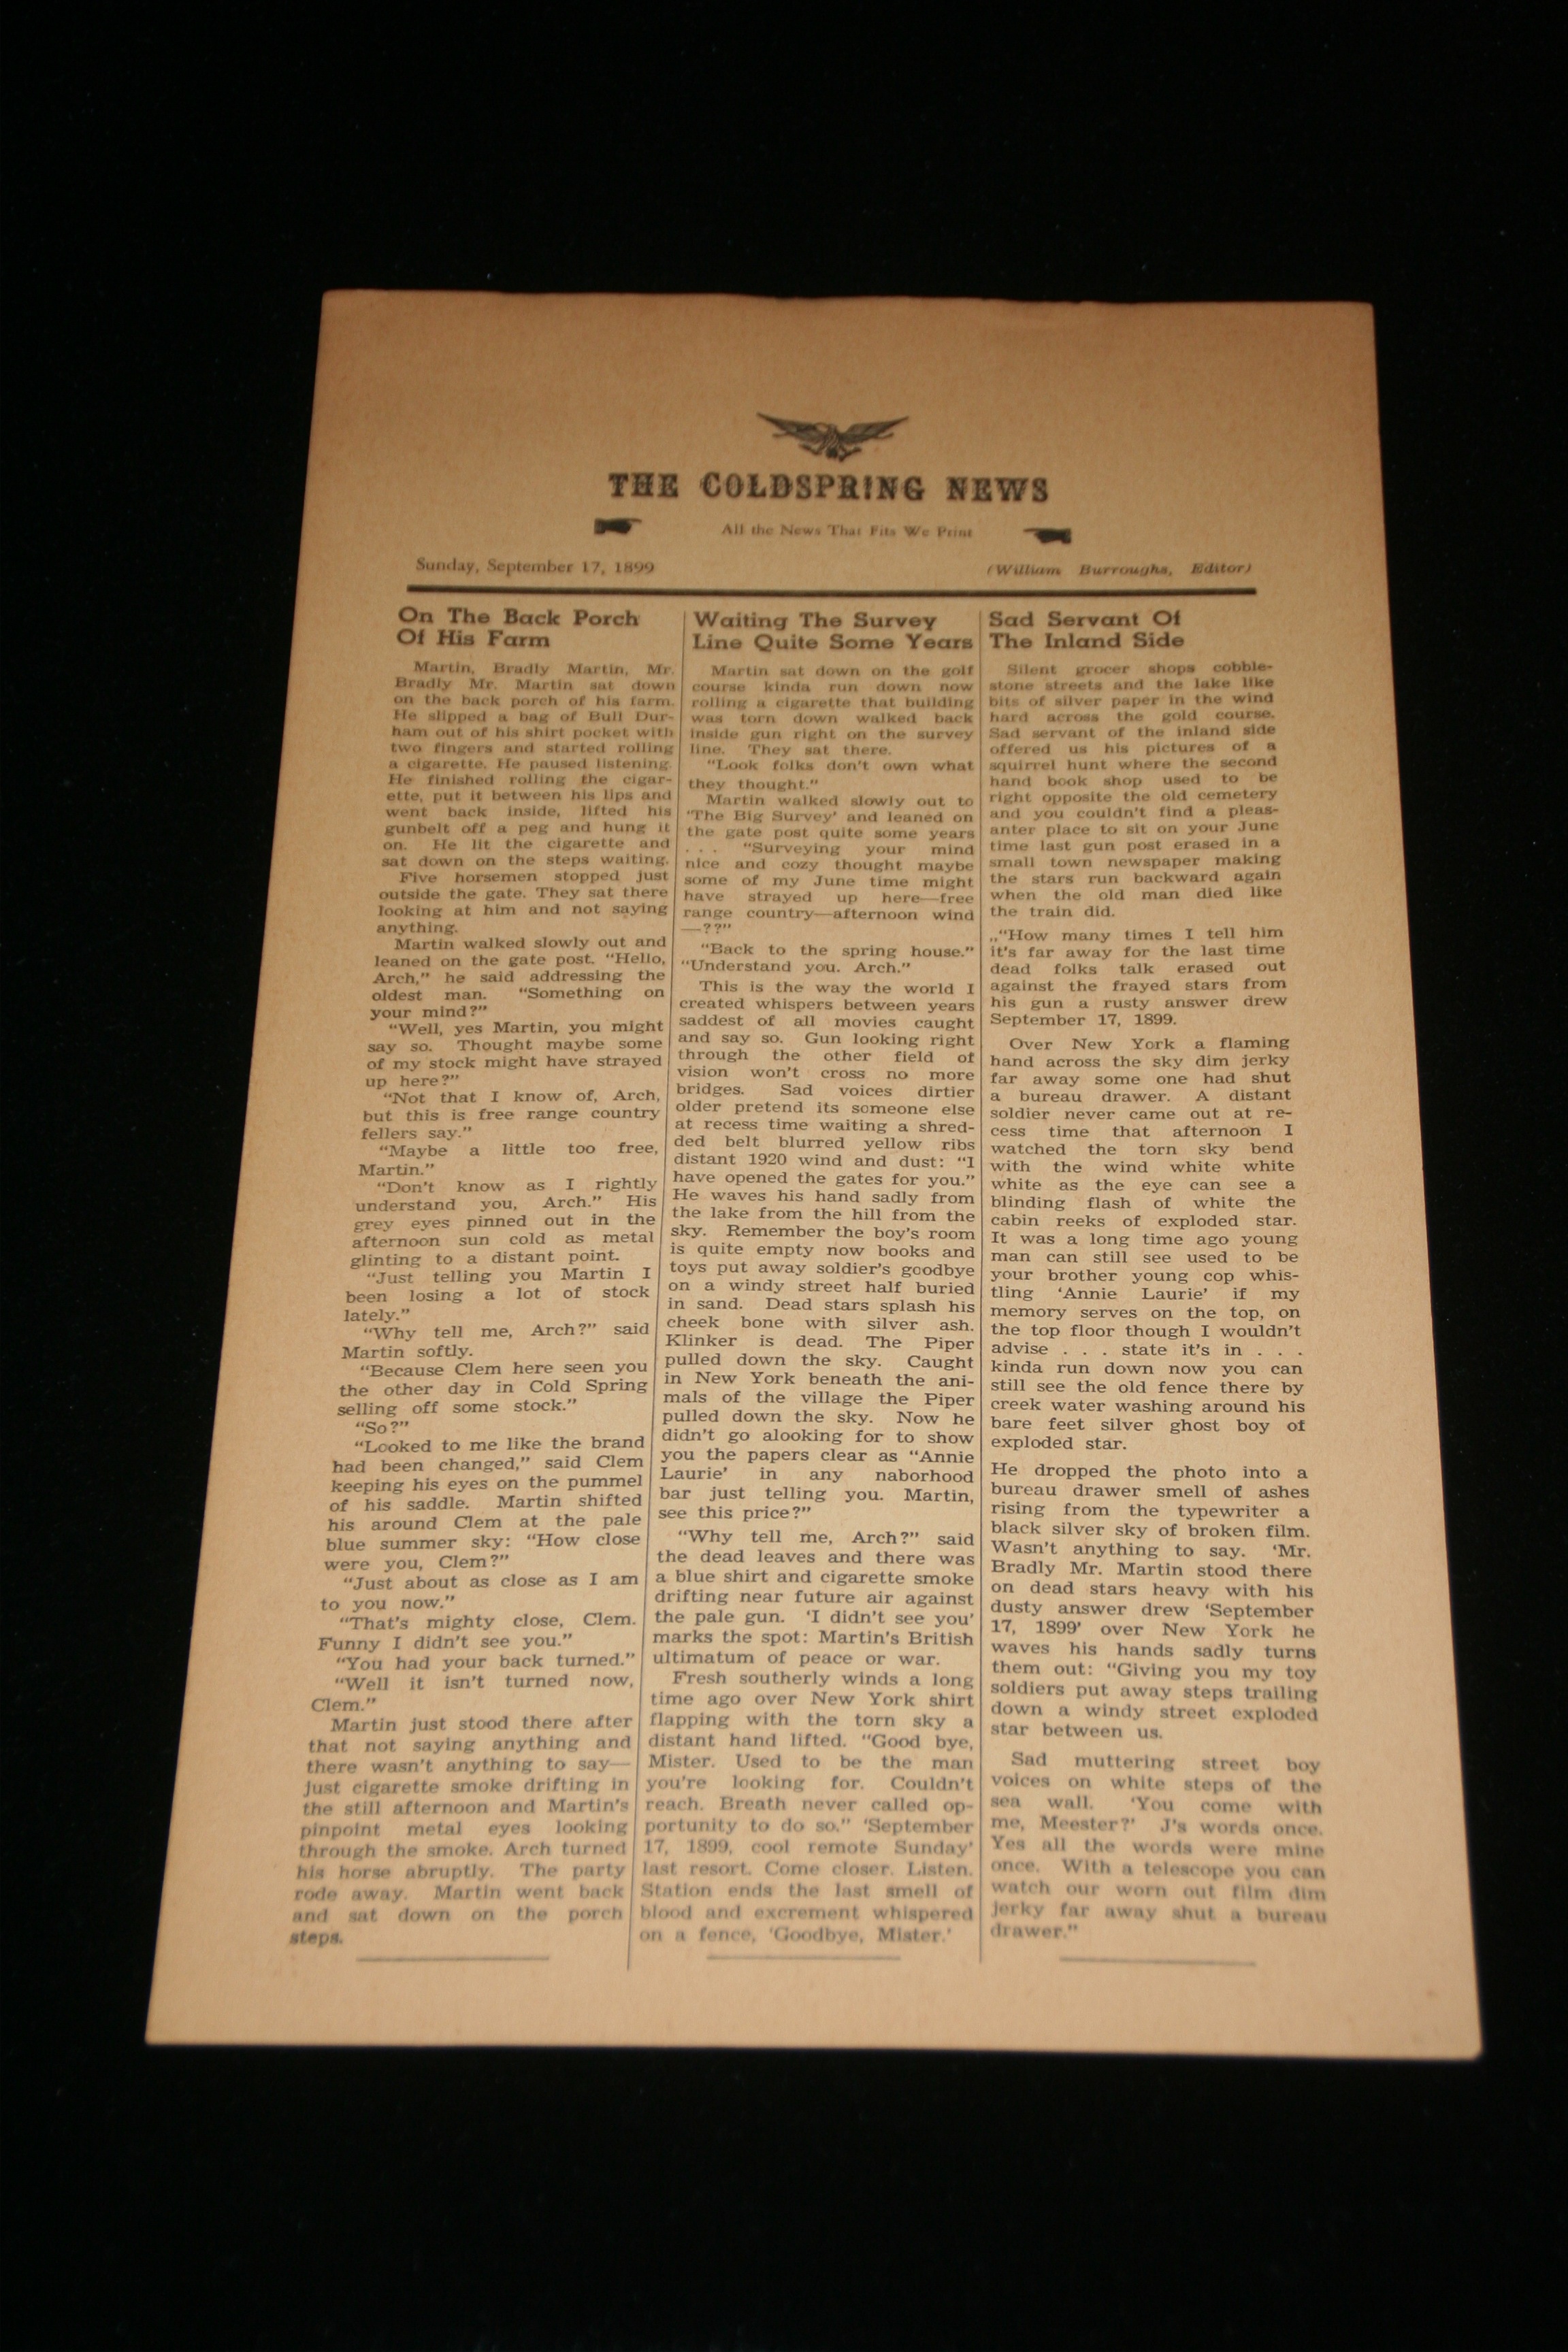 THE COLDSPRING NEWS
All the News That Fits We Print
Sunday, September 17, 1899
(William Burroughs, Editor)
On The Back Porch
Of His Farm
Martin, Bradly Martin, Mr.
Bradly Mr. Martin sat down
on the back porch of his farm.
He slipped a bag of Bull Dur-
ham out of his shirt pocket with
two fingers and started rolling
a cigarette. He paused listening.
He finished rolling the cigar-
ette, put it between his lips and
went back inside, lifted his
gunbelt off a peg and hung it
on. He lit the cigarette and
sat down on the steps waiting.
Five horsemen stopped just
outside the gate. They sat there
looking at him and not saying
anything.
Martin walked slowly out and
leaned on the gate post. “Hello,
Arch,” he said addressing the
oldest man. “Something on
your mind?”
“Well, yes Martin, you might
say so. Thought maybe some
of my stock might have strayed
up here?”
“Not that I know of, Arch,
but this is free range country
fellers say.”
“Maybe a little too free,
Martin.”
“Don’t know as I rightly
understand you, Arch.” His
grey eyes pinned out in the
afternoon sun cold as metal
glinting to a distant point.
“Just telling you Martin I
been losing a lot of stock
lately.”
“Why tell me, Arch?” said
Martin softly.
“Because Clem here seen you
the other day in Cold Spring
selling off some stock.”
“So?”
“Looked to me like the brand
had been changed,” said Clem
keeping his eyes on the pummel
of his saddle. Martin shifted
his around Clem at the pale
blue summer sky: “How close
were you, Clem?”
“Just about as close as I am
to you now.”
“That’s mighty close, Clem.
Funny I didn’t see you.”
“You had your back turned.”
“Well it isn’t turned now,
Clem.”
Martin just stood there after
that not saying anything and
there wasn’t anything to say—
just cigarette smoke drifting in
the still afternoon and Martin’s
pinpoint metal eyes looking
through the smoke. Arch turned
his horse abruptly. The party
rode away. Martin went back
and sat down on the porch
steps.
Waiting The Survey
Line Quite Some Years
Martin sat down on the golf
course kinda run down now
rolling a cigarette that building
was torn down walked back
inside gun right on the survey
line. They sat there.
“Look folks don’t own what
they thought.”
Martin walked slowly out to
‘The Big Survey’ and leaned on
the gate post quite some years
. . . “Surveying your mind
nice and cozy thought maybe
some of my June time might
have strayed up here—free
range country—afternoon wind
—??”
“Back to the spring house.”
“Understand you. Arch.”
This is the way the world I
created whispers between years
saddest of all movies caught
and say so. Gun looking right
through the other field of
vision won’t cross no more
bridges. Sad voices dirtier
older pretend its someone else
at recess time waiting a shred-
ded belt blurred yellow ribs
distant 1920 wind and dust: “I
have opened the gates for you.”
He waves his hand sadly from
the lake from the hill from the
sky. Remember the boy’s room
is quite empty now books and
toys put away soldier’s goodbye
on a windy street half buried
in sand. Dead stars splash his
cheek bone with silver ash.
Klinker is dead. The Piper
pulled down the sky. Caught
in New York beneath the ani-
mals of the village the Piper
pulled down the sky. Now he
didn’t go alooking for to show
you the papers clear as “Annie
Laurie’ in any naborhood
bar just telling you. Martin,
see this price?”
“Why tell me, Arch?” said
the dead leaves and there was
a blue shirt and cigarette smoke
drifting near future air against
the pale gun. ‘I didn’t see you’
marks the spot: Martin’s British
ultimatum of peace or war.
Fresh southerly winds a long
time ago over New York shirt
flapping with the torn sky a
distant hand lifted. “Good bye,
Mister. Used to be the man
you’re looking for. Couldn’t
reach. Breath never called op-
portunity to do so.” ‘September
17, 1899, cool remote Sunday’
last resort. Come closer. Listen.
Station ends the last smell of
blood and excrement whispered
on a fence, ‘Goodbye, Mister.’
Sad Servant Of
The Inland Side
Silent grocer shops cobble-
stone streets and the lake like
bits of silver paper in the wind
hard across the gold course.
Sad servant of the inland side
offered us his pictures of a
squirrel hunt where the second
hand book shop used to be
right opposite the old cemetery
and you couldn’t find a pleas-
anter place to sit on your June
time last gun post erased in a
small town newspaper making
the stars run backward again
when the old man died like
the train did.
„“How many times I tell him
it’s far away for the last time
dead folks talk erased out
against the frayed stars from
his gun a rusty answer drew
September 17, 1899.
Over New York a flaming
hand across the sky dim jerky
far away some one had shut
a bureau drawer. A distant
soldier never came out at re-
cess time that afternoon I
watched the torn sky bend
with the wind white white
white as the eye can see a
blinding flash of white the
cabin reeks of exploded star.
It was a long time ago young
man can still see used to be
your brother young cop whis-
tling ‘Annie Laurie’ if my
memory serves on the top, on
the top floor though I wouldn’t
advise . . . state it’s in . . .
kinda run down now you can
still see the old fence there by
creek water washing around his
bare feet silver ghost boy of
exploded star.
He dropped the photo into a
bureau drawer smell of ashes
rising from the typewriter a
black silver sky of broken film.
Wasn’t anything to say. ‘Mr.
Bradly Mr. Martin stood there
on dead stars heavy with his
dusty answer drew ‘September
17, 1899’ over New York he
waves his hands sadly turns
them out: “Giving you my toy
soldiers put away steps trailing
down a windy street exploded
star between us.
Sad muttering street boy
voices on white steps of the
sea wall. ‘You come with
me, Meester?’ J’s words once.
Yes all the words were mine
once. With a telescope you can
watch our worn out film dim
jerky far away shut a bureau
drawer.”